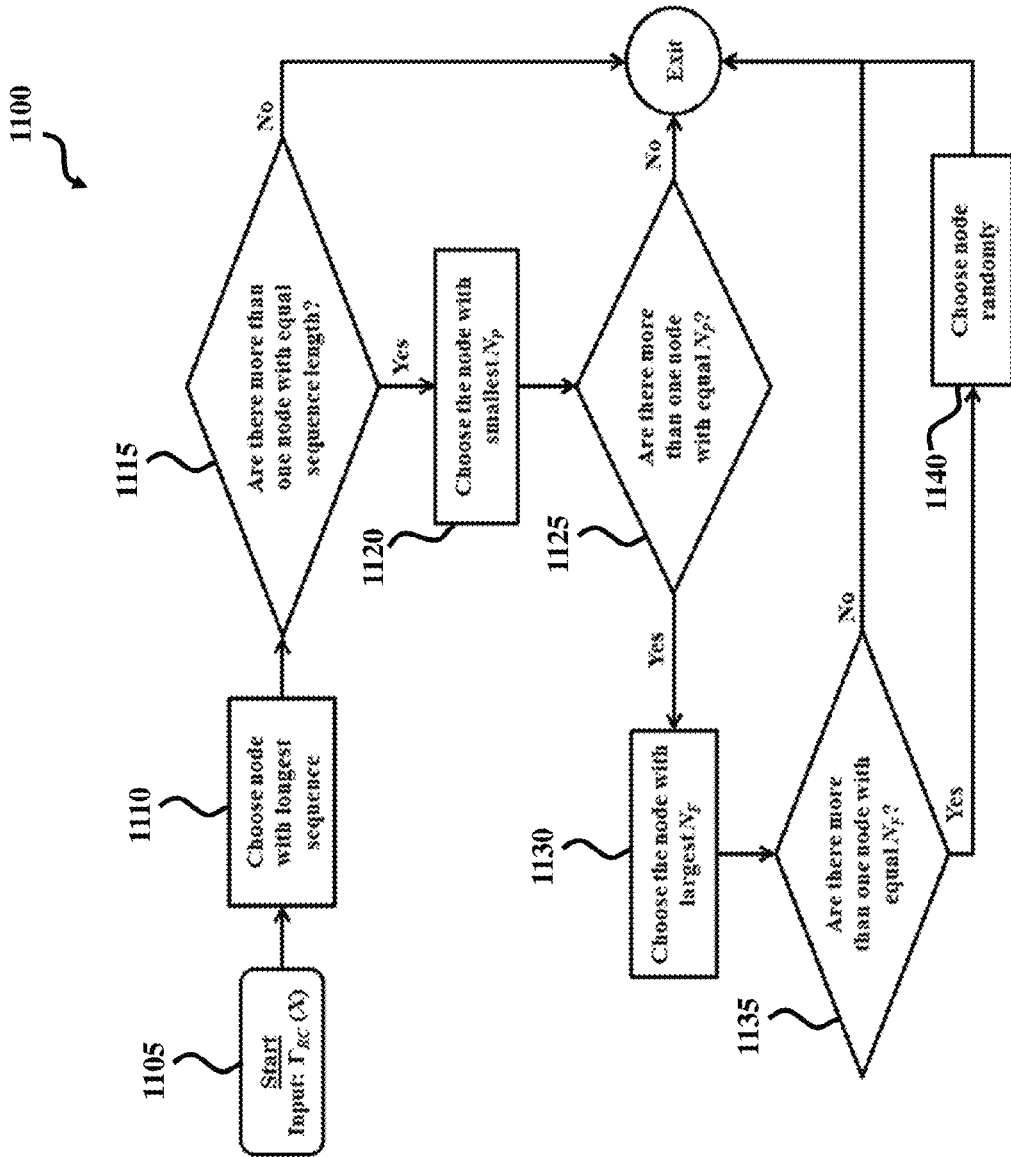 1100
1105
Start
Input: Γ_RC (X)
1110
Choose node
with longest
sequence
1115
Are there more than
one node with equal
sequence length?
No
Yes
1120
Choose the node with
smallest N_P
1125
Are there more
than one node
with equal N_P?
No
Exit
Yes
1130
Choose the node with
largest N_F
1135
Are there more
than one node with
equal N_F?
No
Yes
1140
Choose node
randomly